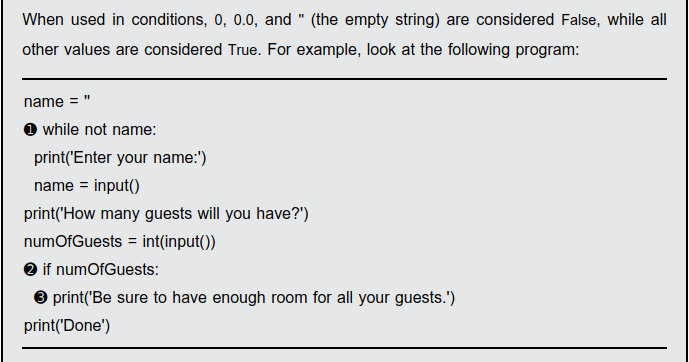 When used in conditions, 0, 0.0, and '' (the empty string) are considered False, while all
other values are considered True. For example, look at the following program:
name = ''
❶ while not name:
print('Enter your name:')
name = input()
print('How many guests will you have?')
numOfGuests = int(input())
❷ if numOfGuests:
❸ print('Be sure to have enough room for all your guests.')
print('Done')